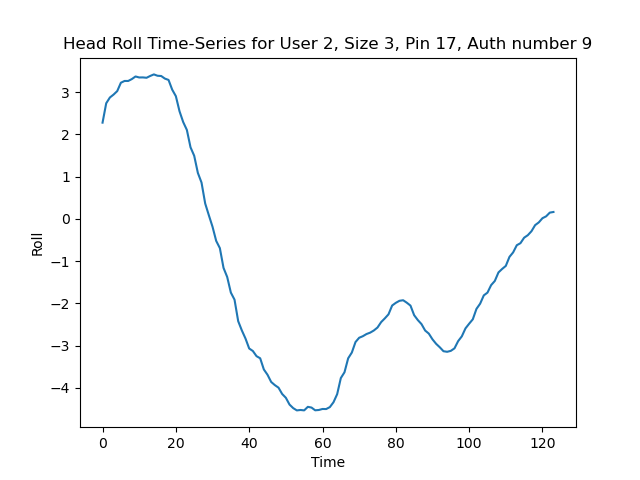 Head Roll Time-Series for User 2, Size 3, Pin 17, Auth number 9
3
2
1
0
−1
−2
−3
−4
Roll
0 20 40 60 80 100 120
Time